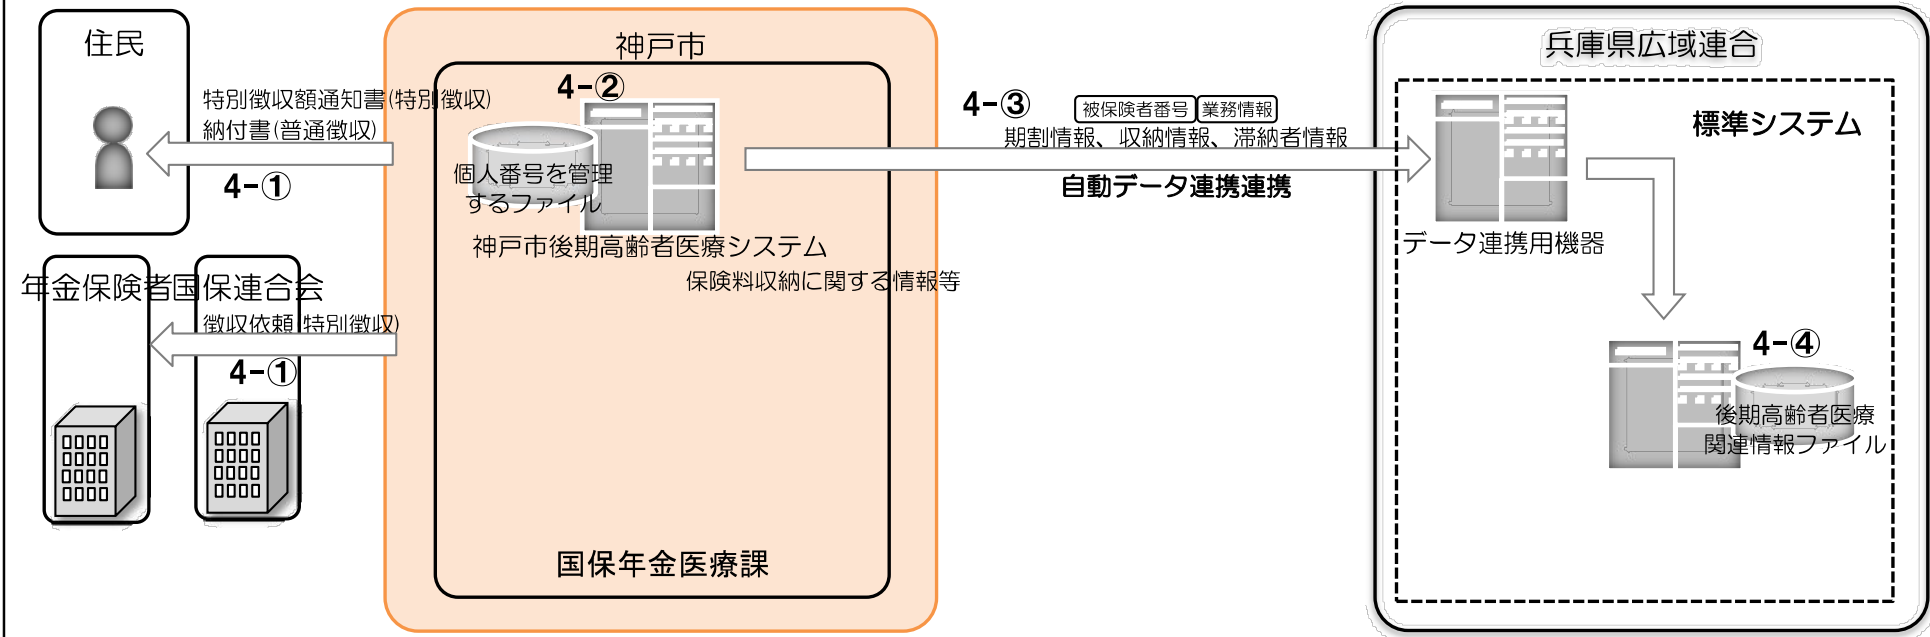 住民
特別徴収額通知書(特別徴収)
納付書(普通徴収)
4-①
年金保険者
国保連合会
徴収依頼(特別徴収)
4-①
神戸市
4-②
個人番号を管理
するファイル
神戸市後期高齢者医療システム
保険料収納に関する情報等
国保年金医療課
4-③
被保険者番号
業務情報
期割情報、収納情報、滞納者情報
自動データ連携連携
兵庫県広域連合
標準システム
データ連携用機器
4-④
後期高齢者医療
関連情報ファイル